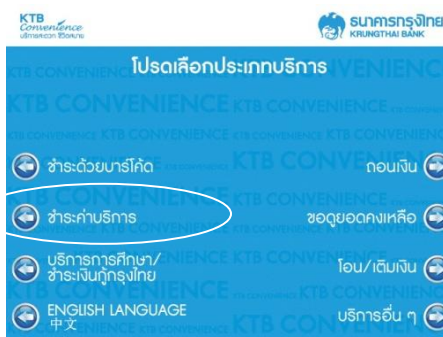 KTB
Convenience
บริการสะดวก ชีวิตสบาย
ธนาคารกรุงไทย
KRUNGTHAI BANK
โปรดเลือกประเภทบริการ
ชำระด้วยบาร์โค้ด
ถอนเงิน
ชำระค่าบริการ
ขอดูยอดคงเหลือ
บริการการศึกษา/
ชำระเงินกู้กรุงไทย
โอน/เติมเงิน
ENGLISH LANGUAGE
中文
บริการอื่น ๆ